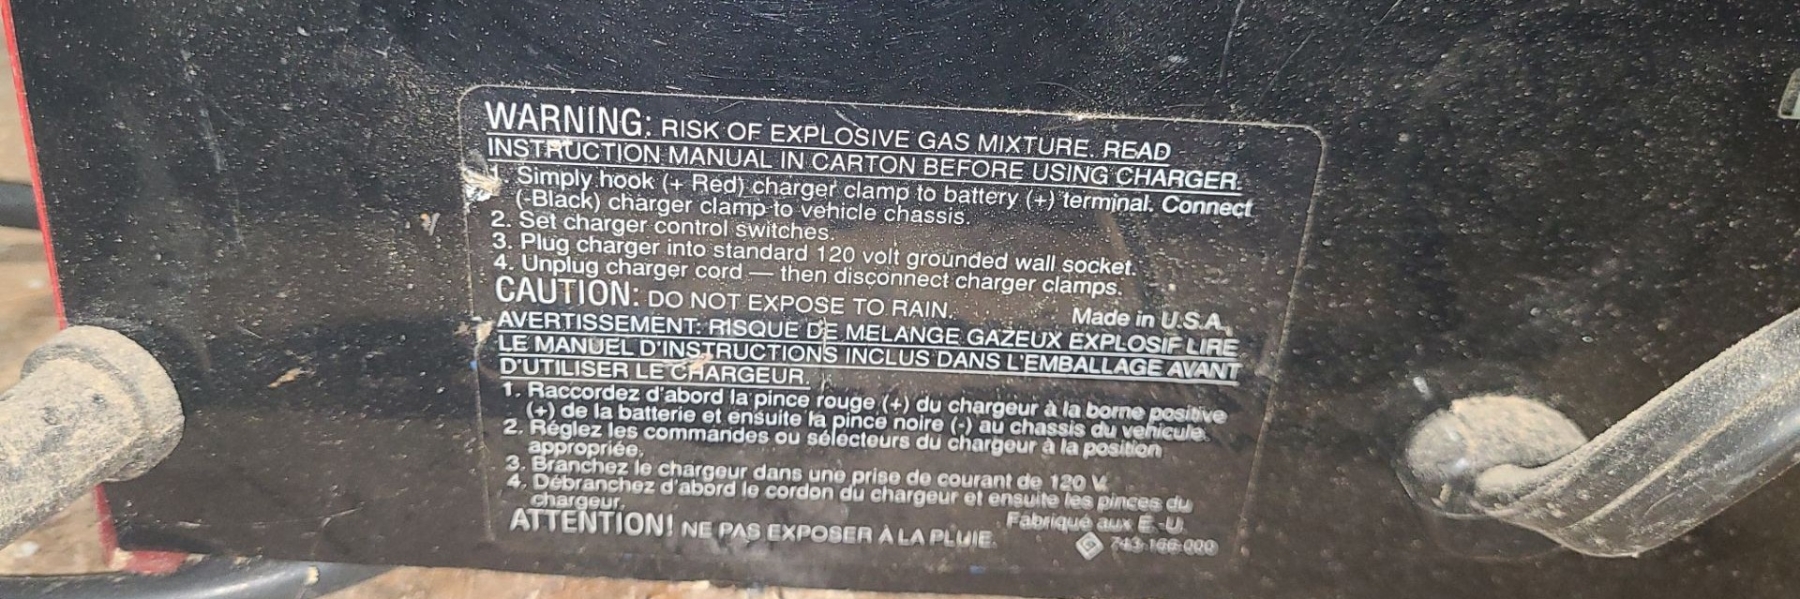 WARNING: RISK OF EXPLOSIVE GAS MIXTURE. READ
INSTRUCTION MANUAL IN CARTON BEFORE USING CHARGER.
1. Simply hook (+ Red) charger clamp to battery (+) terminal. Connect
(-Black) charger clamp to vehicle chassis.
2. Set charger control switches.
3. Plug charger into standard 120 volt grounded wall socket.
4. Unplug charger cord — then disconnect charger clamps.
CAUTION: DO NOT EXPOSE TO RAIN.
Made in U.S.A.
AVERTISSEMENT: RISQUE DE MELANGE GAZEUX EXPLOSIF LIRE
LE MANUEL D'INSTRUCTIONS INCLUS DANS L'EMBALLAGE AVANT
D'UTILISER LE CHARGEUR.
1. Raccordez d'abord la pince rouge (+) du chargeur à la borne positive
(+) de la batterie et ensuite la pince noire (-) au chassis du vehicule.
2. Réglez les commandes ou sélecteurs du chargeur à la position
appropriée.
3. Branchez le chargeur dans une prise de courant de 120 V.
4. Débranchez d'abord le cordon du chargeur et ensuite les pinces du
chargeur.
Fabriqué aux E.-U.
ATTENTION! NE PAS EXPOSER À LA PLUIE.
743-166-000